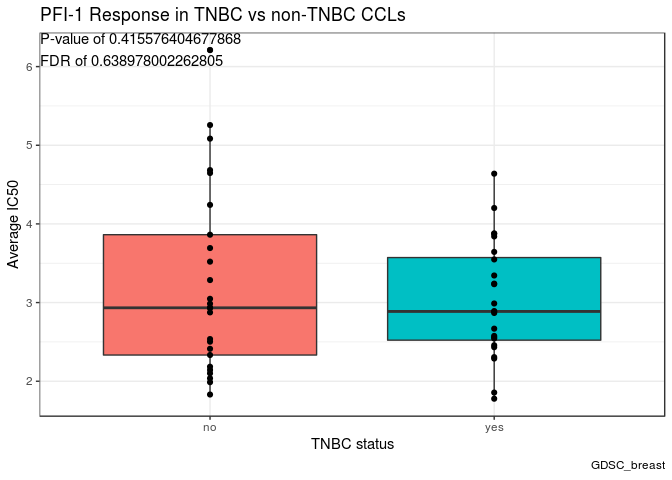 PFI-1 Response in TNBC vs non-TNBC CCLs
P-value of 0.415576404677868
FDR of 0.638978002262805
6
5
4
3
2
Average IC50
no
yes
TNBC status
GDSC_breast